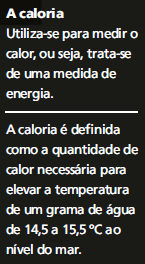 A caloria
Utiliza-se para medir o
calor, ou seja, trata-se
de uma medida de
energia.
A caloria é definida
como a quantidade de
calor necessária para
elevar a temperatura
de um grama de água
de 14,5 a 15,5 ºC ao
nível do mar.